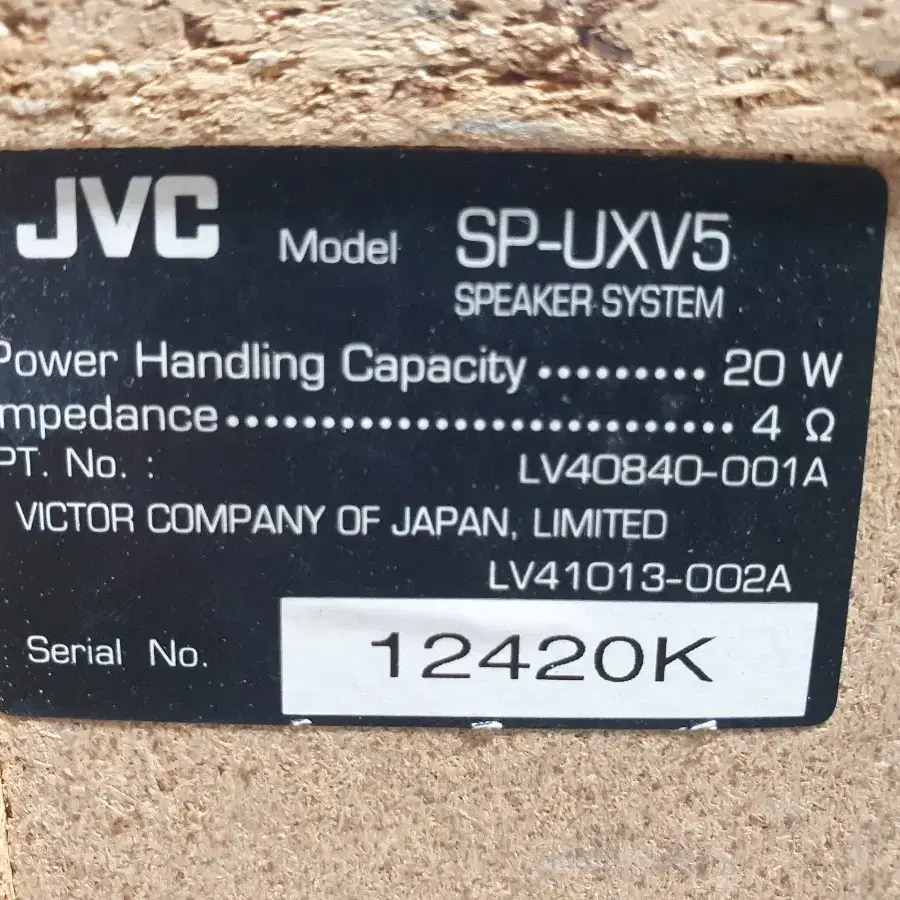 JVC Model SP-UXV5
SPEAKER SYSTEM
Power Handling Capacity ········· 20 W
mpedance ······························ 4 Ω
PT. No. : LV40840-001A
VICTOR COMPANY OF JAPAN, LIMITED
LV41013-002A
Serial No. 12420K